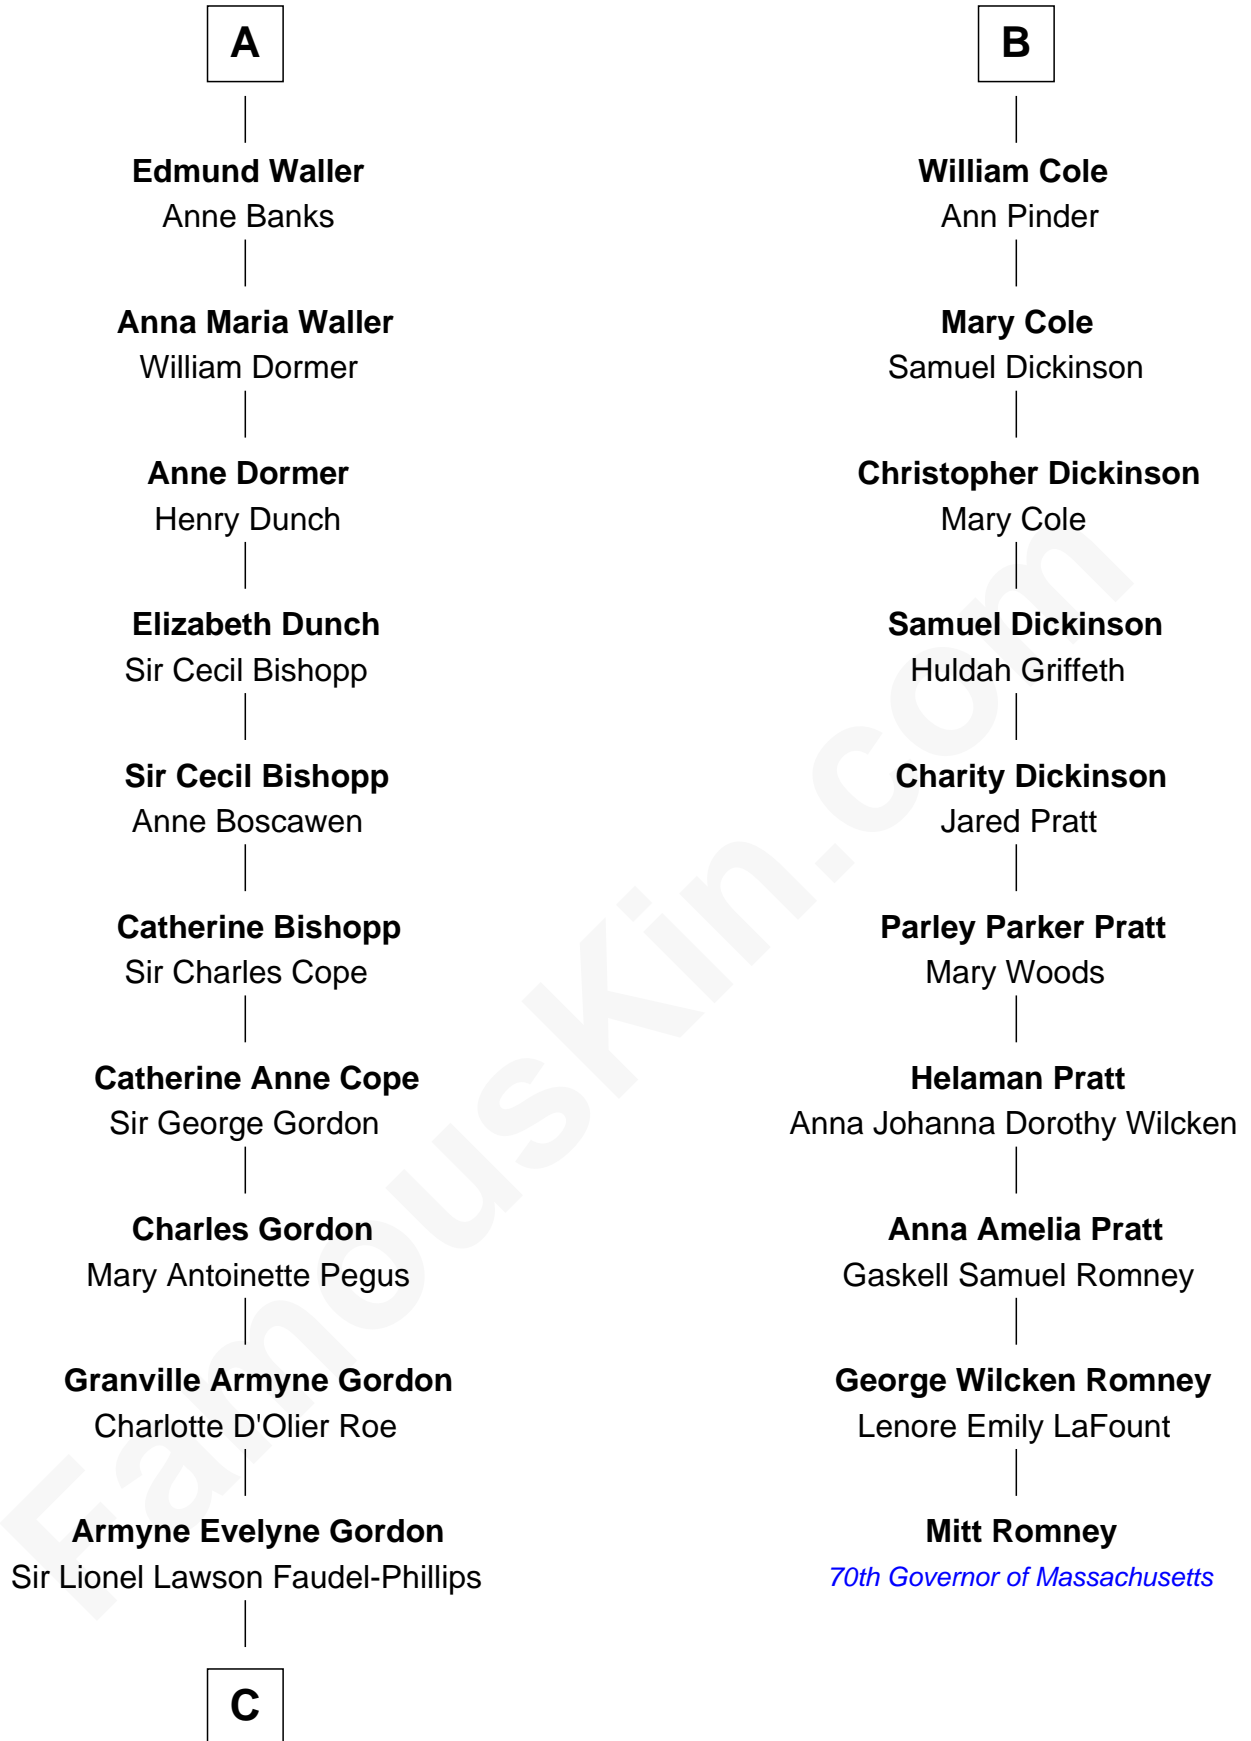 A
Edmund Waller
Anne Banks
Anna Maria Waller
William Dormer
Anne Dormer
Henry Dunch
Elizabeth Dunch
Sir Cecil Bishopp
Sir Cecil Bishopp
Anne Boscawen
Catherine Bishopp
Sir Charles Cope
Catherine Anne Cope
Sir George Gordon
Charles Gordon
Mary Antoinette Pegus
Granville Armyne Gordon
Charlotte D'Olier Roe
Armyne Evelyne Gordon
Sir Lionel Lawson Faudel-Phillips
C
B
William Cole
Ann Pinder
Mary Cole
Samuel Dickinson
Christopher Dickinson
Mary Cole
Samuel Dickinson
Huldah Griffeth
Charity Dickinson
Jared Pratt
Parley Parker Pratt
Mary Woods
Helaman Pratt
Anna Johanna Dorothy Wilcken
Anna Amelia Pratt
Gaskell Samuel Romney
George Wilcken Romney
Lenore Emily LaFount
Mitt Romney
70th Governor of Massachusetts
FamousKin.com